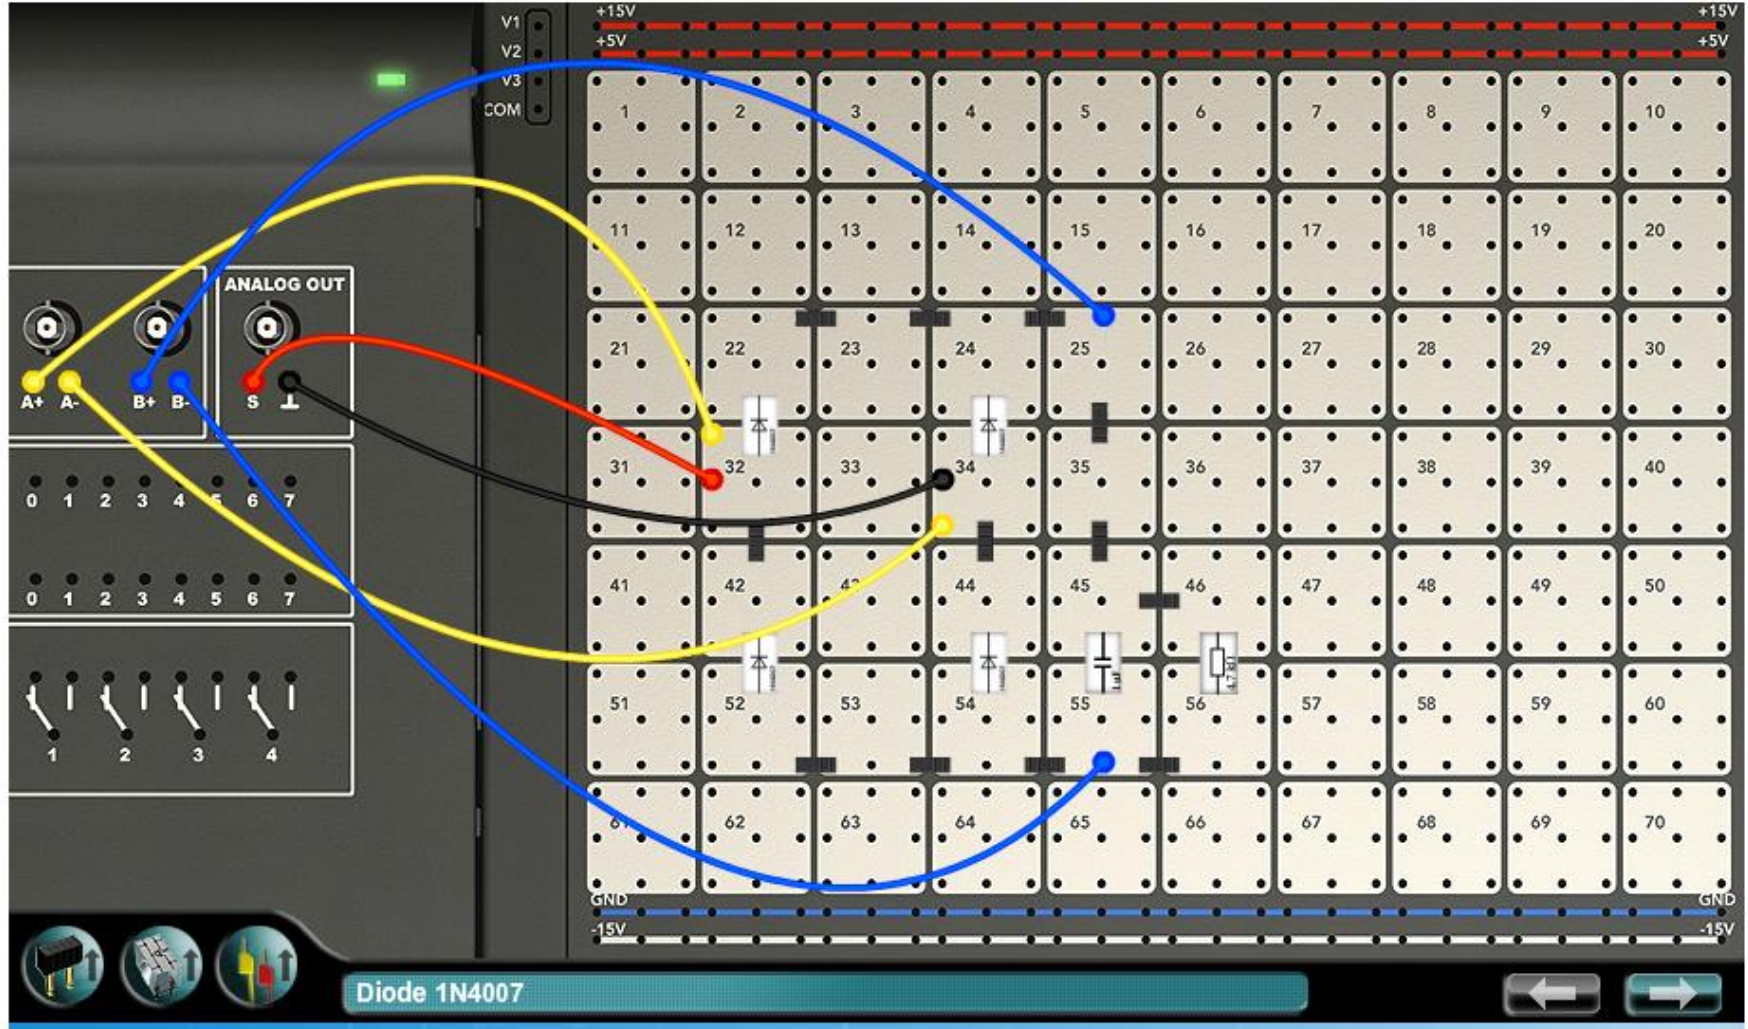 +15V +15V
V1
+5V +5V
V2
V3
COM
1 2 3 4 5 6 7 8 9 10
11 12 13 14 15 16 17 18 19 20
ANALOG OUT
21 22 23 24 25 26 27 28 29 30
A+ A- B+ B- S ⊥
31 32 33 34 35 36 37 38 39 40
0 1 2 3 4 5 6 7
41 42 43 44 45 46 47 48 49 50
0 1 2 3 4 5 6 7
4.7 kΩ
51 52 53 54 55 56 57 58 59 60
1 2 3 4
61 62 63 64 65 66 67 68 69 70
GND GND
-15V -15V
Diode 1N4007